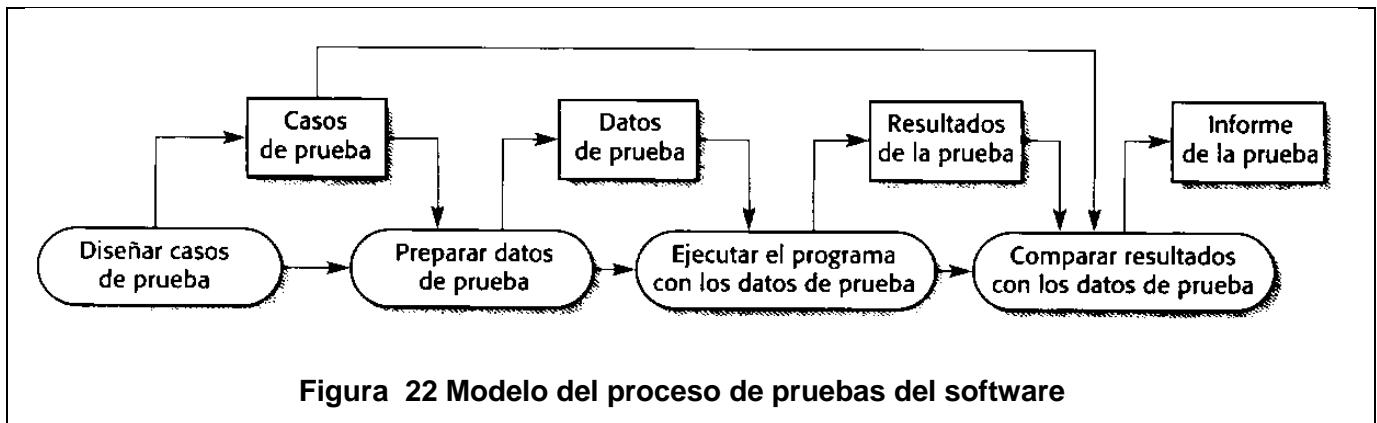 Casos
de prueba
Datos
de prueba
Resultados
de la prueba
Informe
de la prueba
Diseñar casos
de prueba
Preparar datos
de prueba
Ejecutar el programa
con los datos de prueba
Comparar resultados
con los datos de prueba
Figura 22 Modelo del proceso de pruebas del software